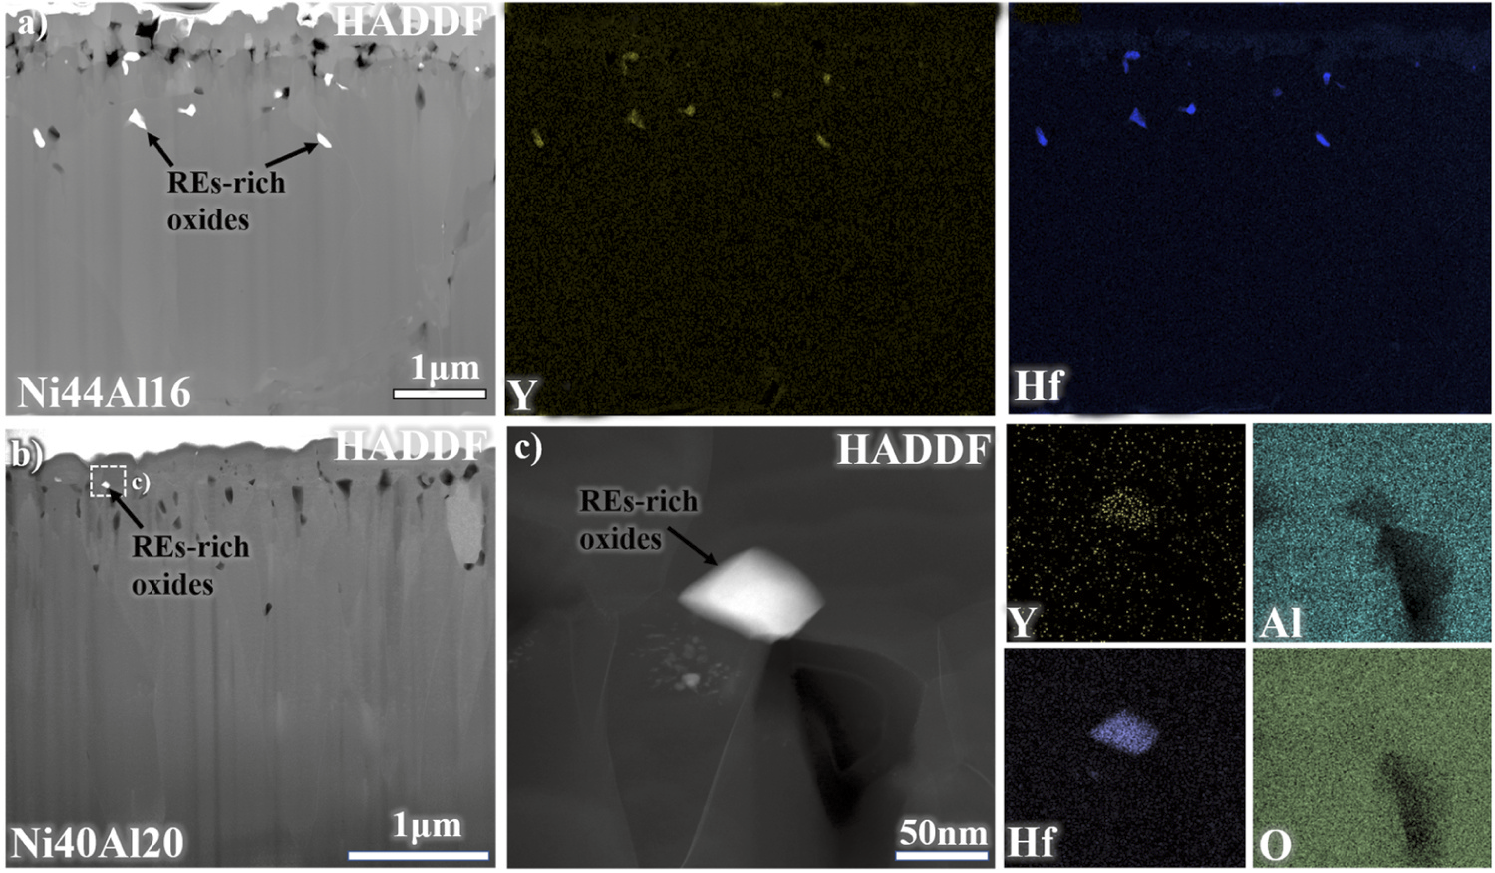 a)
HADDF
REs-rich
oxides
1μm
Ni44Al16
Y
Hf
b)
HADDF
c)
REs-rich
oxides
1μm
Ni40Al20
c)
HADDF
REs-rich
oxides
50nm
Y
Al
Hf
O